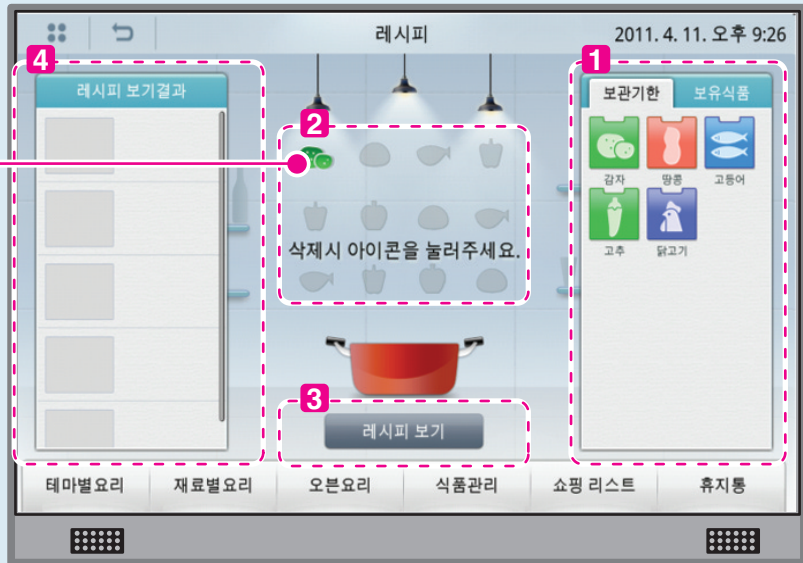 레시피
2011. 4. 11. 오후 9:26
4
레시피 보기결과
2
삭제시 아이콘을 눌러주세요.
3
레시피 보기
1
보관기한
보유식품
감자
땅콩
고등어
고추
닭고기
테마별요리
재료별요리
오븐요리
식품관리
쇼핑 리스트
휴지통